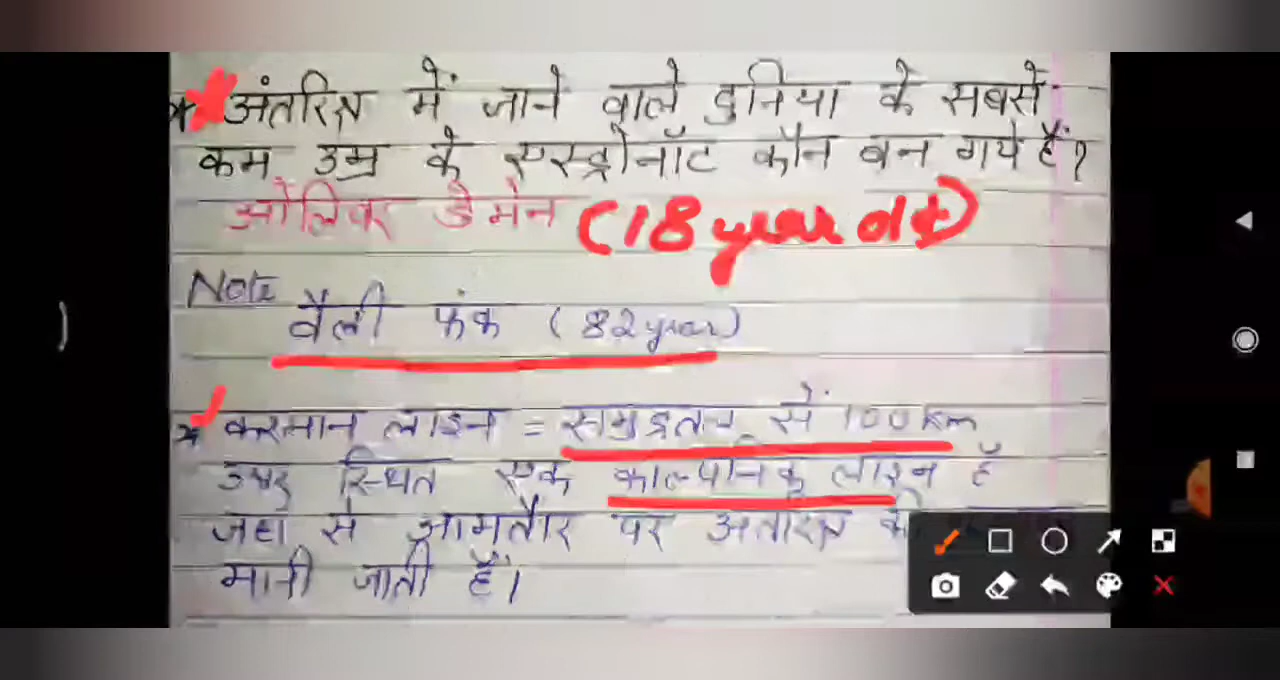 * अंतरिक्ष में जाने वाले दुनिया के सबसे
कम उम्र के एस्ट्रोनॉट कौन बन गये हैं?
ओलिवर डेमेन (18 year old)
Note
वैली फंक (82 year)
* करमान लाइन = समुद्रतल से 100 Km
उपर स्थित एक काल्पनिक लाइन है
जहा से आमतौर पर अंतरिक्ष की
मानी जाती है।